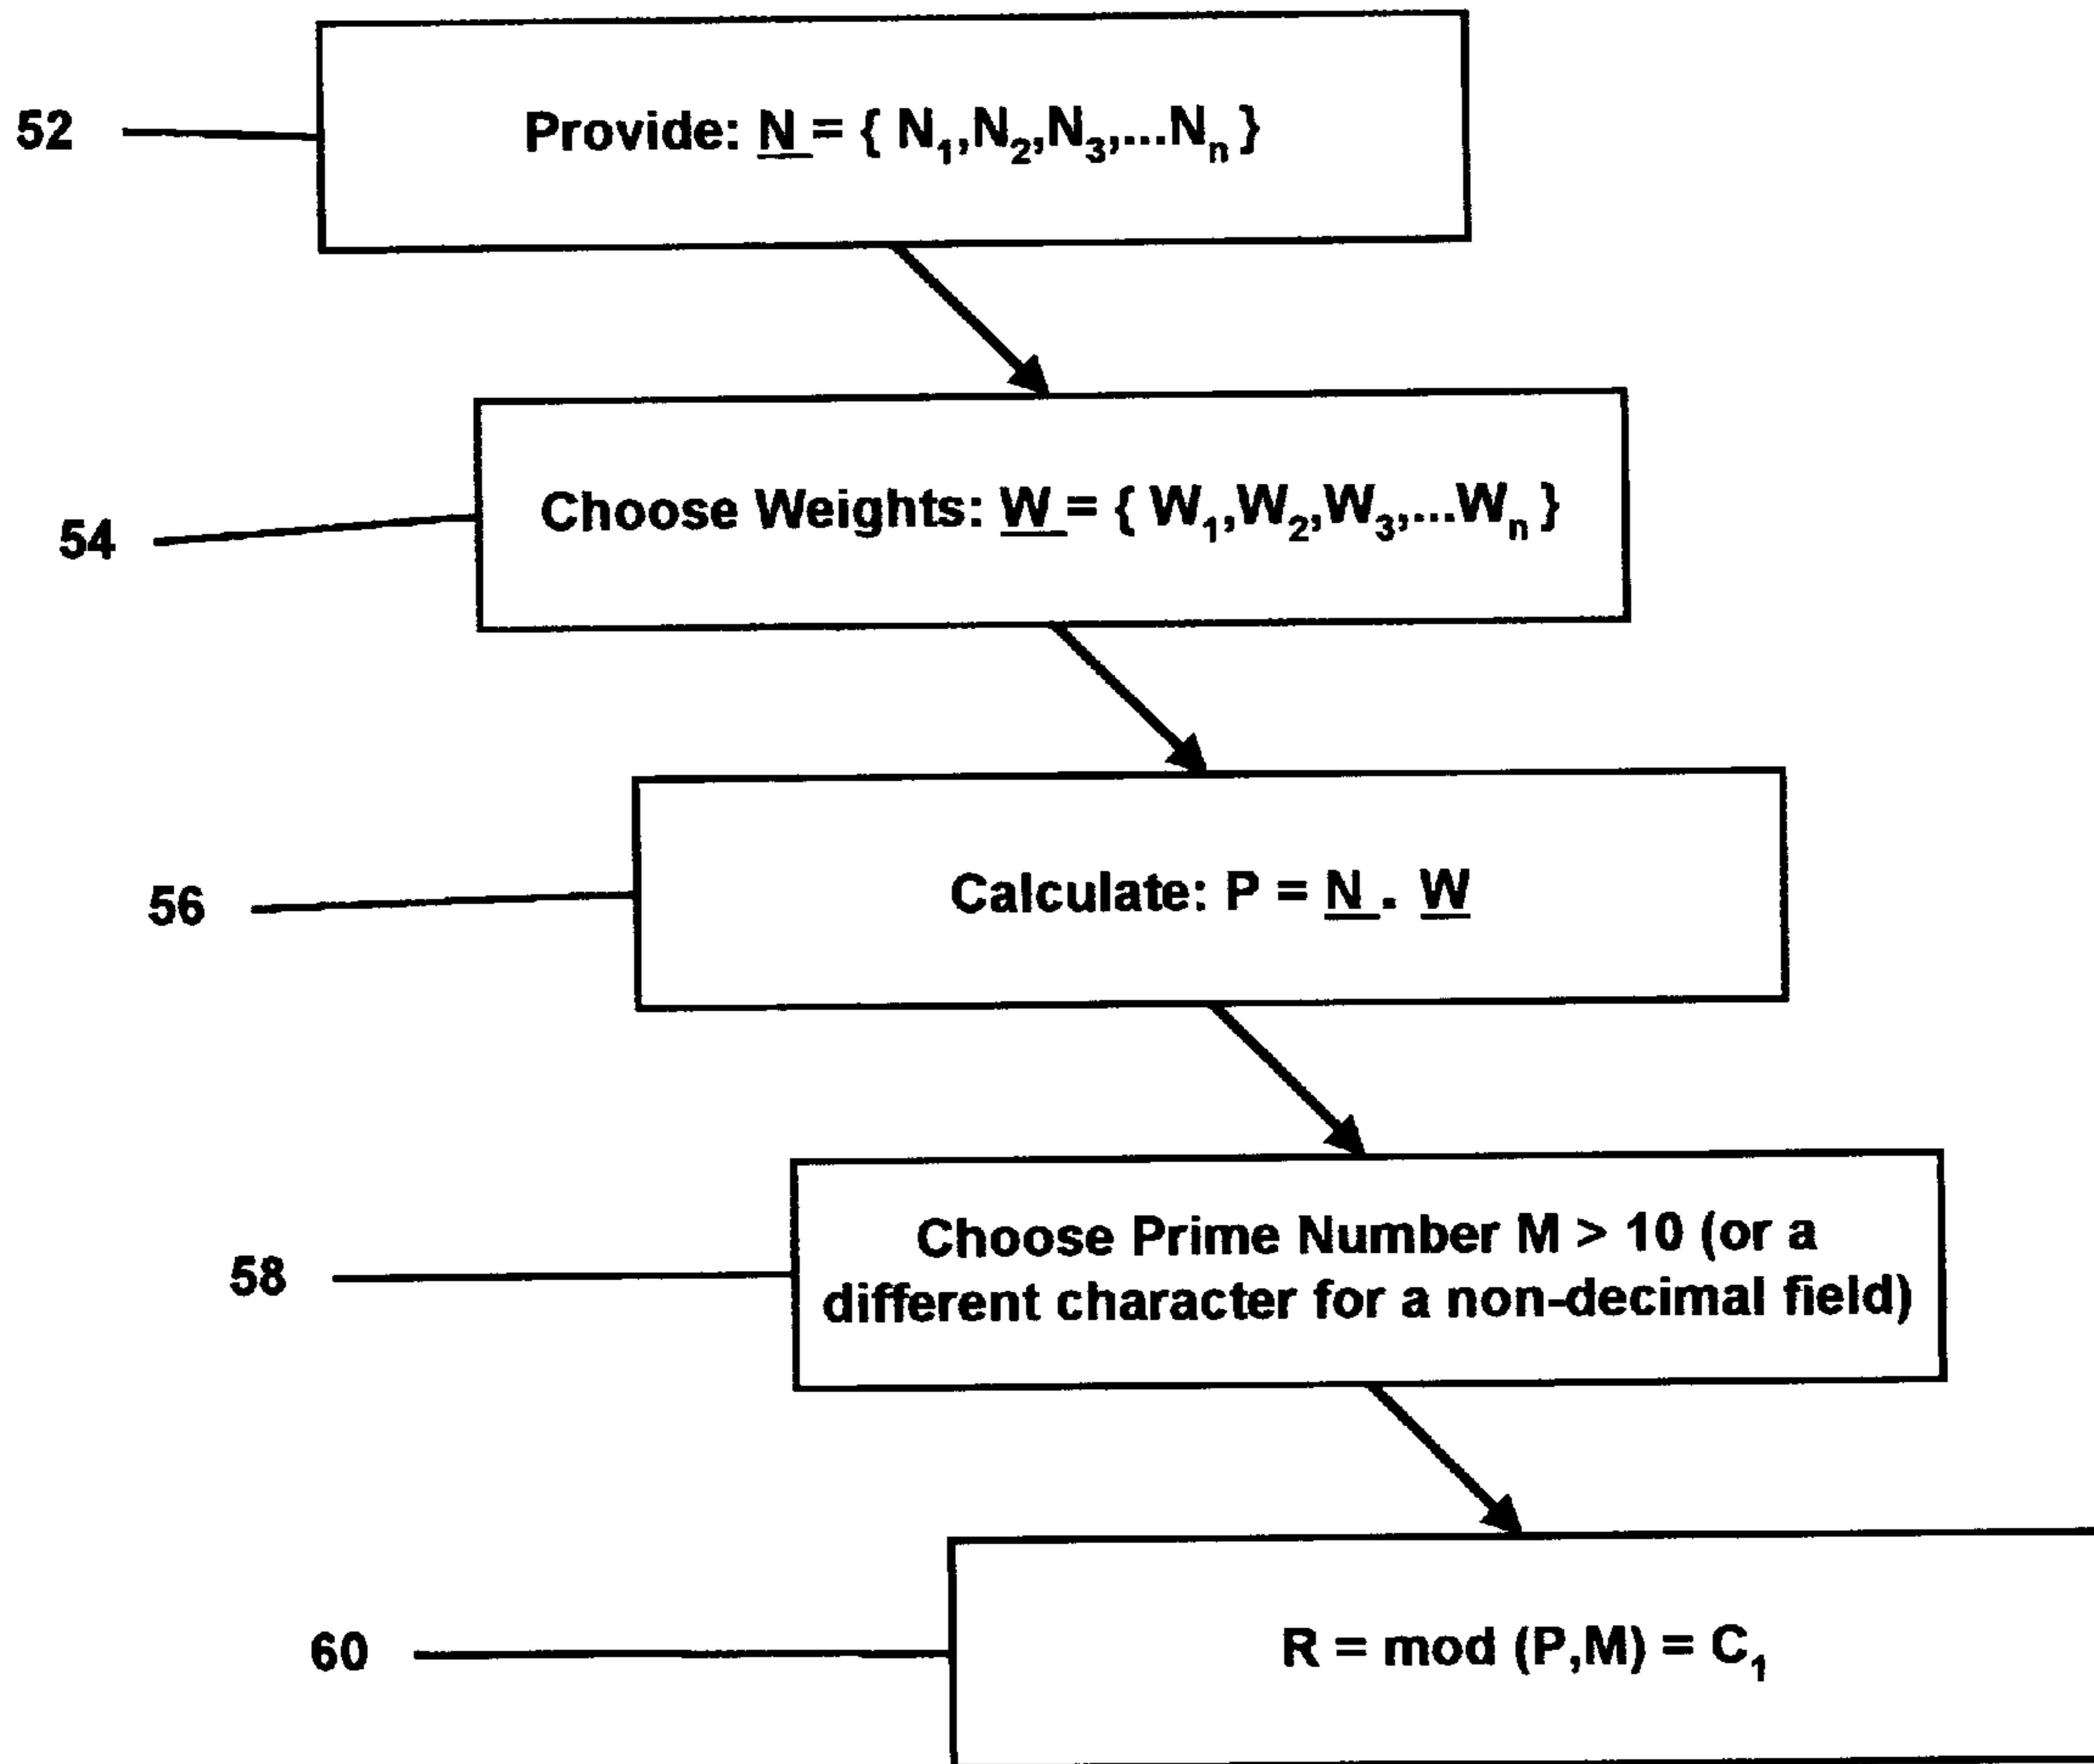 52
Provide: N = { N₁,N₂,N₃,...Nₙ }
54
Choose Weights: W = { W₁,W₂,W₃,...Wₙ }
56
Calculate: P = N . W
58
Choose Prime Number M > 10 (or a
different character for a non-decimal field)
60
R = mod (P,M) = C₁